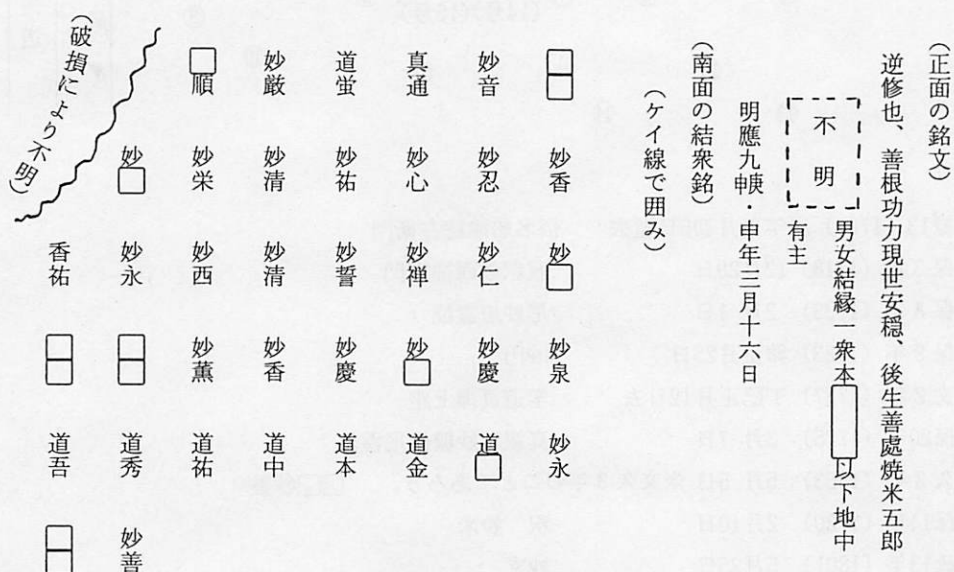 （正面の銘文）
逆修也、善根功力現世安穏、後生善處焼米五郎
不明
男女結縁一衆本□以下地中
有主
明應九庚申・申年三月十六日
（南面の結衆銘）
（ケイ線で囲み）
□□　妙香　妙□　妙泉　妙永
妙音　妙忍　妙仁　妙慶　道□
真通　妙心　妙禅　妙□　道金
道蛍　妙祐　妙誓　妙慶　道本
妙厳　妙清　妙清　妙香　道中
□順　妙栄　妙西　妙薫　道祐
妙□　妙永　□□　道秀　妙善
香祐　□□　道吾　□□
（破損により不明）